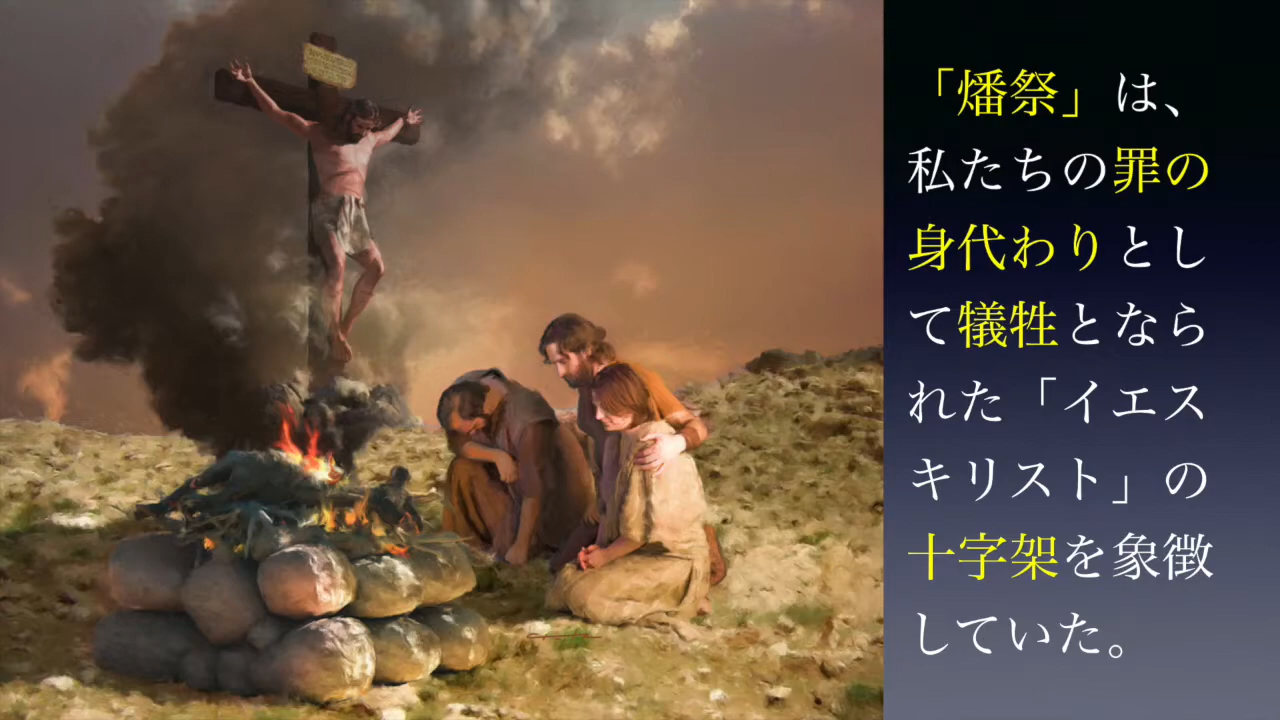 「燔祭」は、
私たちの罪の
身代わりとし
て犠牲となら
れた「イエス
キリスト」の
十字架を象徴
していた。